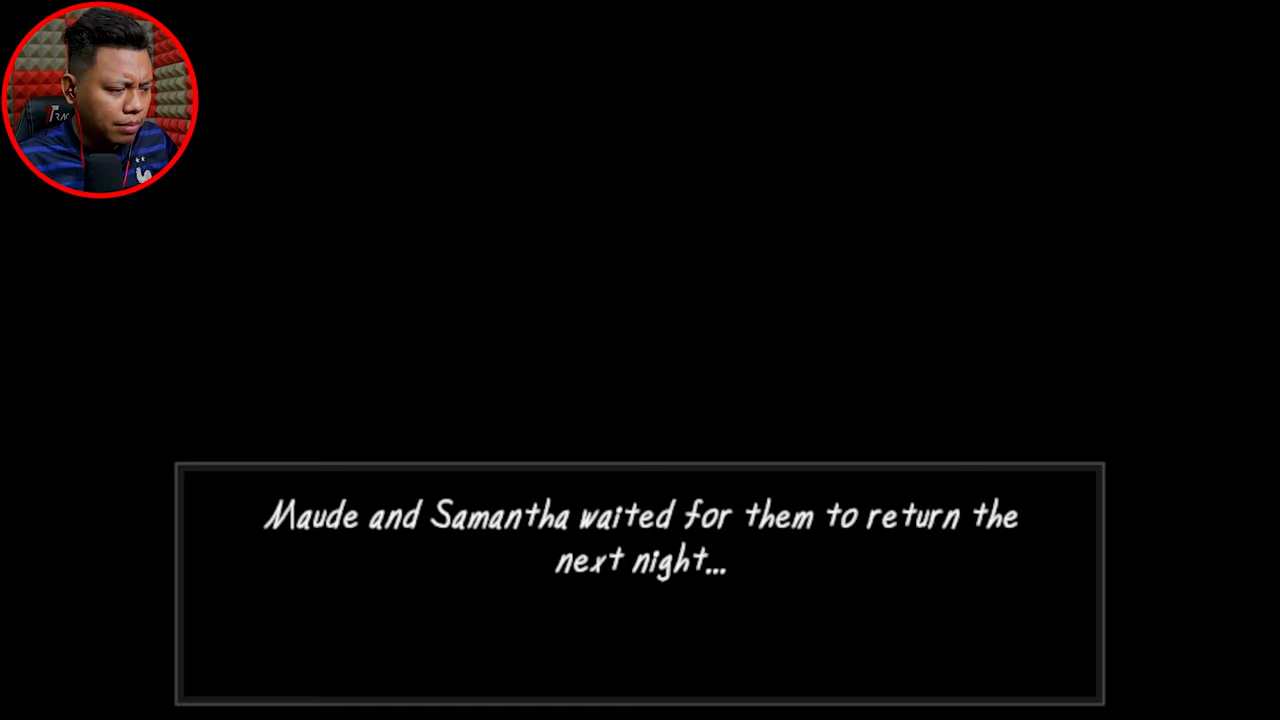 Maude and Samantha waited for them to return the
next night...